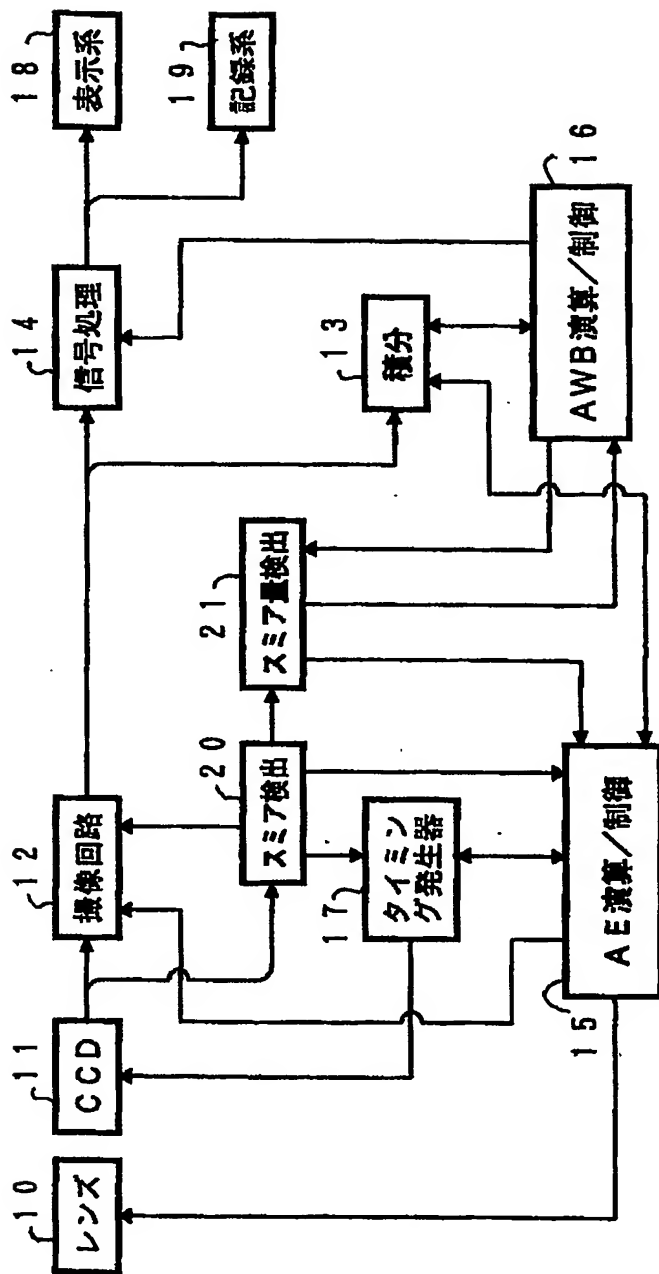 10
レンズ
11
CCD
12
撮像回路
14
信号処理
18
表示系
19
記録系
20
スミア検出
21
スミア量検出
13
積分
17
タイミン
グ発生器
15
AE演算/制御
16
AWB演算/制御